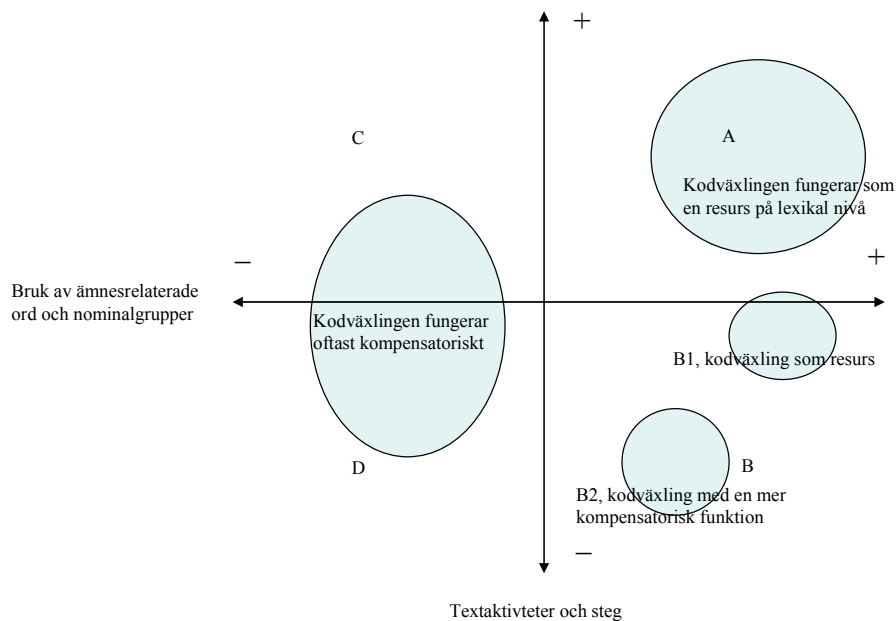 +
C
A
Kodväxlingen fungerar som
en resurs på lexikal nivå
–
+
Bruk av ämnesrelaterade
ord och nominalgrupper
Kodväxlingen fungerar
oftast kompensatoriskt
B1, kodväxling som resurs
D
B
B2, kodväxling med en mer
kompensatorisk funktion
–
Textaktivteter och steg